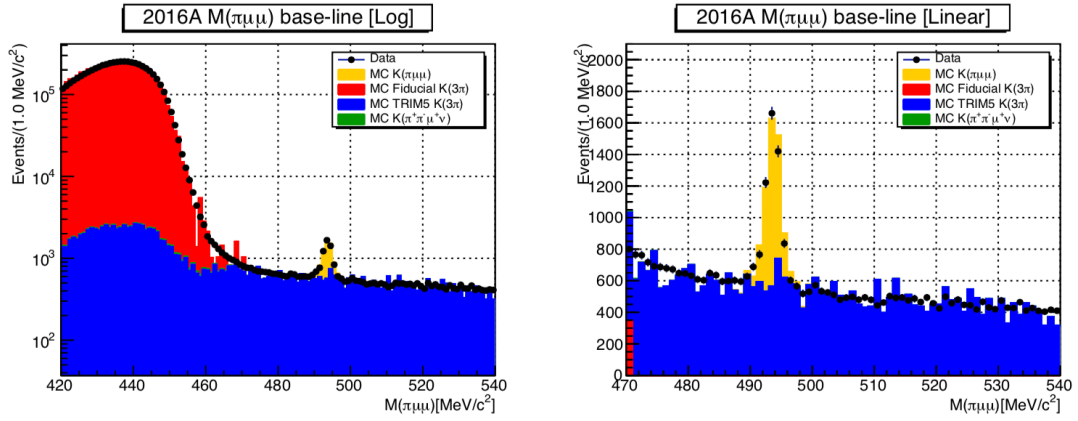 2016A M(πμμ) base-line [Log]
Events/(1.0 MeV/c²)
10⁵
10⁴
10³
10²
Data
MC K(πμμ)
MC Fiducial K(3π)
MC TRIM5 K(3π)
MC K(π⁺π⁻μ⁺ν)
420 440 460 480 500 520 540
M(πμμ)[MeV/c²]
2016A M(πμμ) base-line [Linear]
Events/(1.0 MeV/c²)
2000
1800
1600
1400
1200
1000
800
600
400
200
0
Data
MC K(πμμ)
MC Fiducial K(3π)
MC TRIM5 K(3π)
MC K(π⁺π⁻μ⁺ν)
470 480 490 500 510 520 530 540
M(πμμ)[MeV/c²]